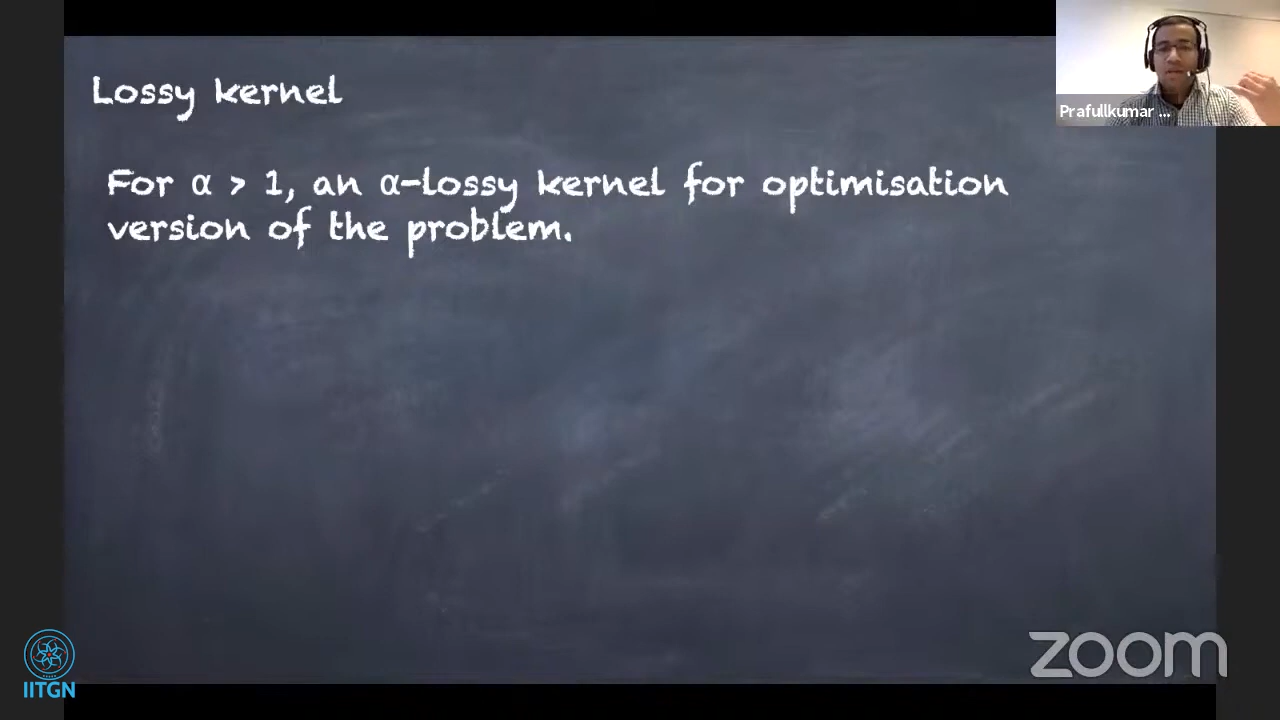 Lossy kernel
Prafullkumar ...
For α > 1, an α-lossy kernel for optimisation
version of the problem.
IITGN
zoom